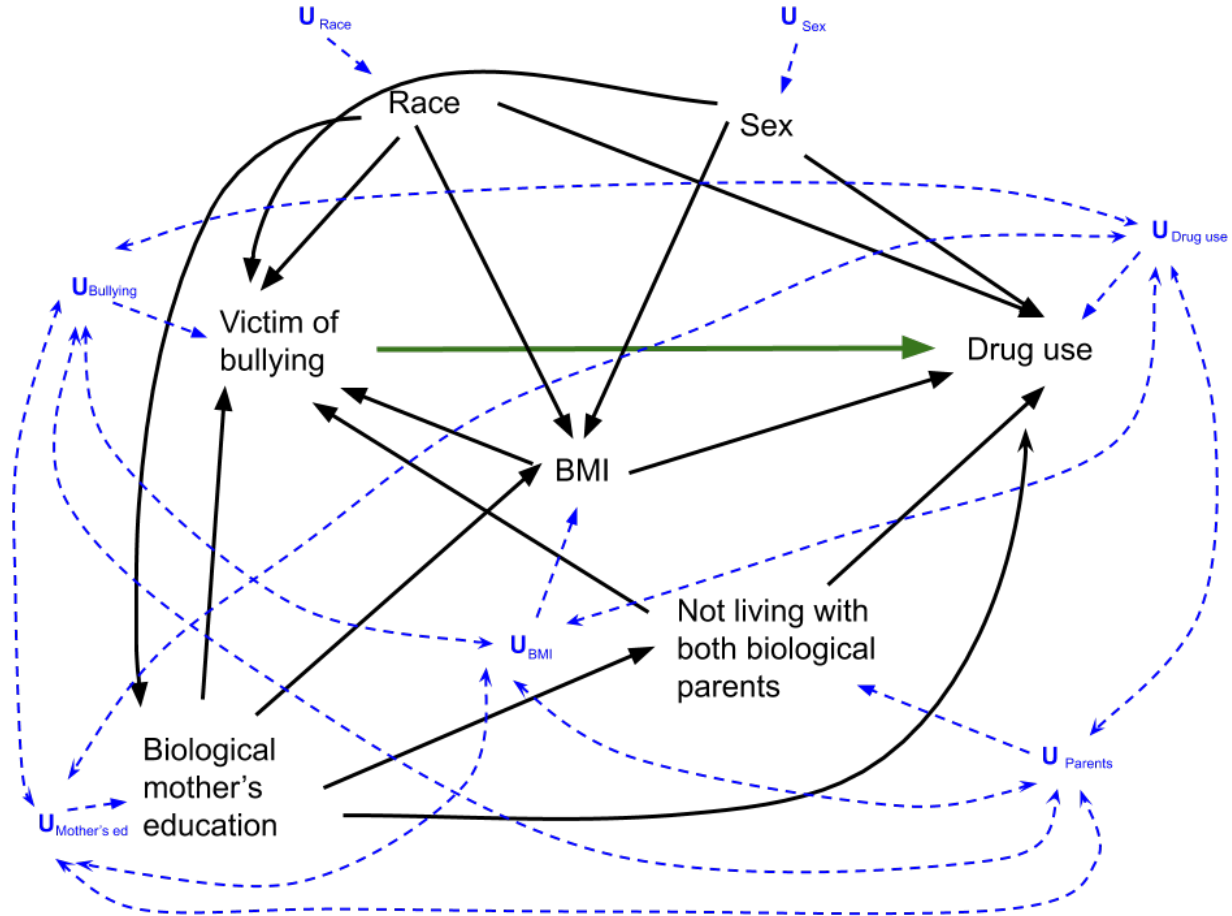 U Race
U Sex
Race
Sex
U Drug use
U Bullying
Victim of
bullying
Drug use
BMI
Not living with
both biological
parents
U BMI
Biological
mother's
education
U Parents
U Mother's ed